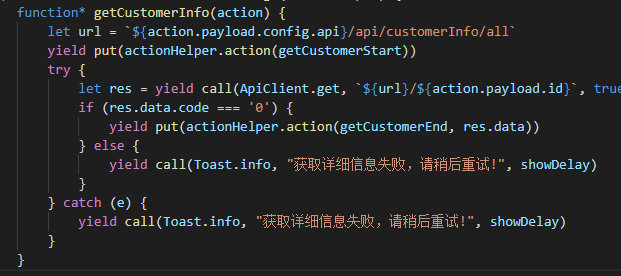 function* getCustomerInfo(action) {
let url = `${action.payload.config.api}/api/customerInfo/all`
yield put(actionHelper.action(getCustomerStart))
try {
let res = yield call(ApiClient.get, `${url}/${action.payload.id}`, true
if (res.data.code === '0') {
yield put(actionHelper.action(getCustomerEnd, res.data))
} else {
yield call(Toast.info, "获取详细信息失败，请稍后重试!", showDelay)
}
} catch (e) {
yield call(Toast.info, "获取详细信息失败，请稍后重试!", showDelay)
}
}